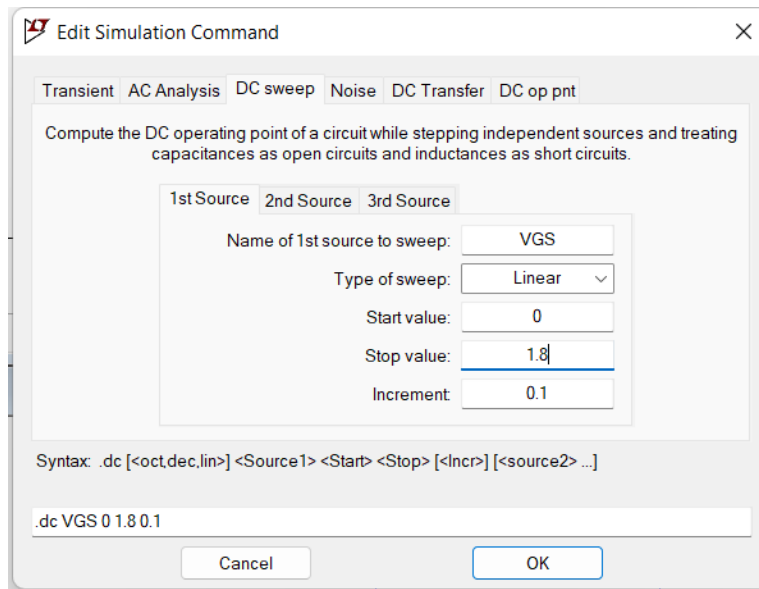 Edit Simulation Command
Transient AC Analysis DC sweep Noise DC Transfer DC op pnt
Compute the DC operating point of a circuit while stepping independent sources and treating
capacitances as open circuits and inductances as short circuits.
1st Source 2nd Source 3rd Source
Name of 1st source to sweep: VGS
Type of sweep: Linear
Start value: 0
Stop value: 1.8
Increment: 0.1
Syntax: .dc [<oct,dec,lin>] <Source1> <Start> <Stop> [<Incr>] [<source2> ...]
.dc VGS 0 1.8 0.1
Cancel OK